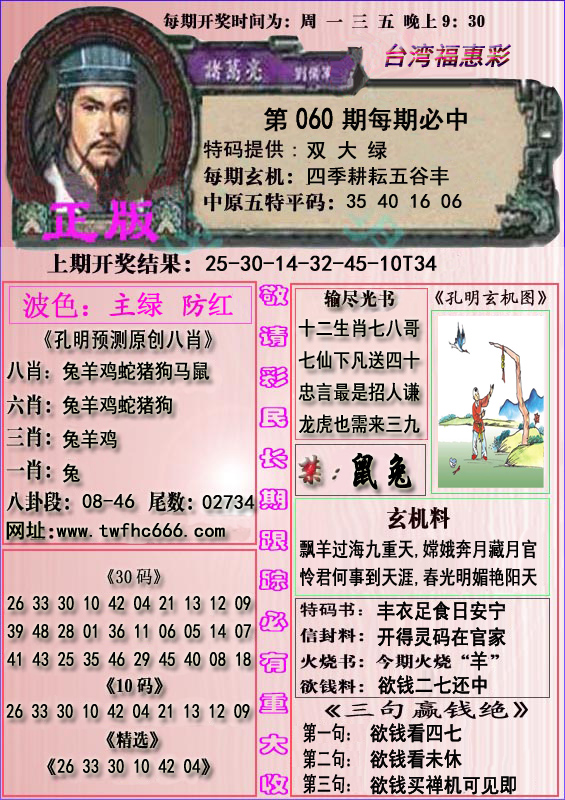 每期开奖时间为：周 一 三 五 晚上9：30
諸葛亮
台湾福惠彩
第 060 期每期必中
特码提供：双 大 绿
每期玄机：四季耕耘五谷丰
中原五特平码：35 40 16 06
正版
上期开奖结果：25-30-14-32-45-10T34
波色：主绿 防红
《孔明预测原创八肖》
八肖：兔羊鸡蛇猪狗马鼠
六肖：兔羊鸡蛇猪狗
三肖：兔羊鸡
一肖：兔
八卦段：08-46 尾数：02734
网址:www.twfhc666.com
《30 码》
26 33 30 10 42 04 21 13 12 09
39 48 28 01 36 11 06 05 14 07
41 43 25 35 46 29 45 40 08 18
《10 码》
26 33 30 10 42 04 21 13 12 09
《精选》
《26 33 30 10 42 04》
敬请彩民长期跟踪必有重大收
输尽光书
十二生肖七八哥
七仙下凡送四十
忠言最是招人谦
龙虎也需来三九
《孔明玄机图》
禁：鼠 兔
玄机料
飘羊过海九重天,嫦娥奔月藏月官
怜君何事到天涯,春光明媚艳阳天
特码书：丰衣足食日安宁
信封料：开得灵码在官家
火烧书：今期火烧“羊”
欲钱料：欲钱二七还中
《三句赢钱绝》
第一句：欲钱看四七
第二句：欲钱看未休
第三句：欲钱买禅机可见即